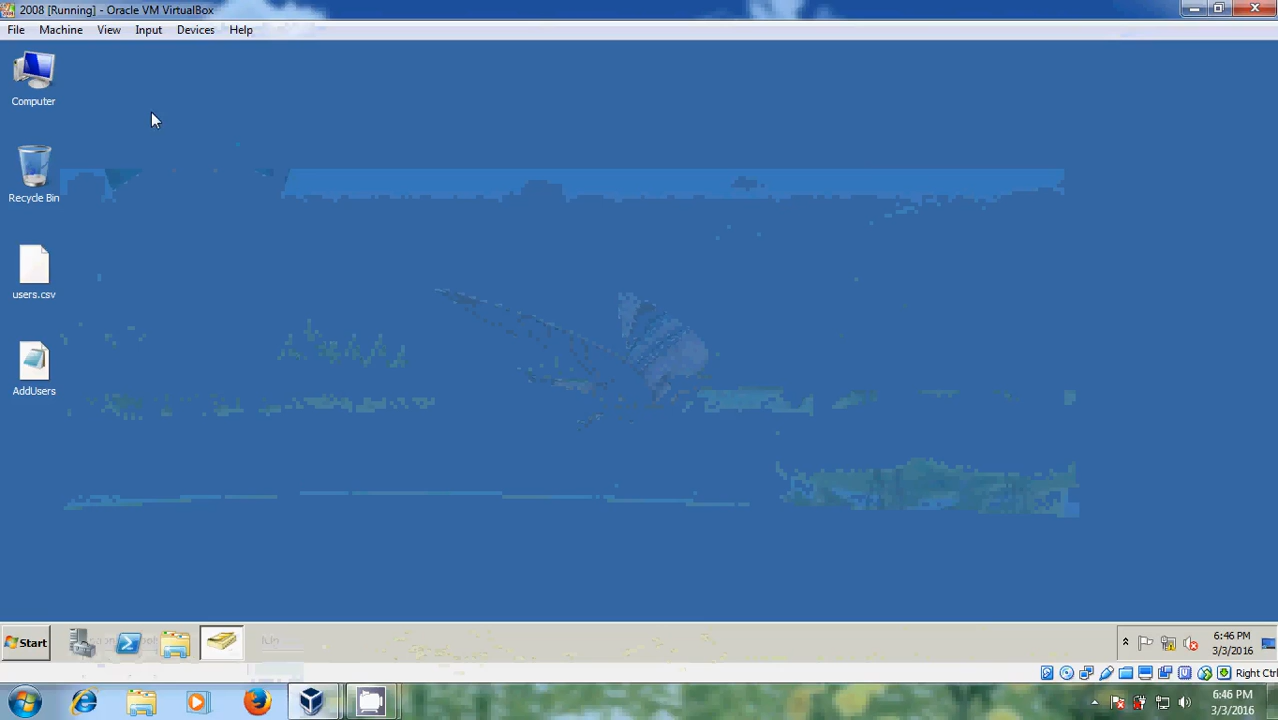 2008 [Running] - Oracle VM VirtualBox
File Machine View Input Devices Help
Computer
Recycle Bin
users.csv
AddUsers
Start
6:46 PM
3/3/2016
Right Ctrl
6:46 PM
3/3/2016